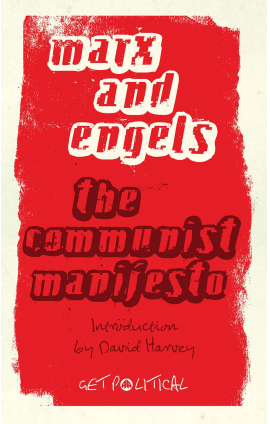 marx
and
engels
the
communist
manifesto
Introduction
by David Harvey
GET POLITICAL